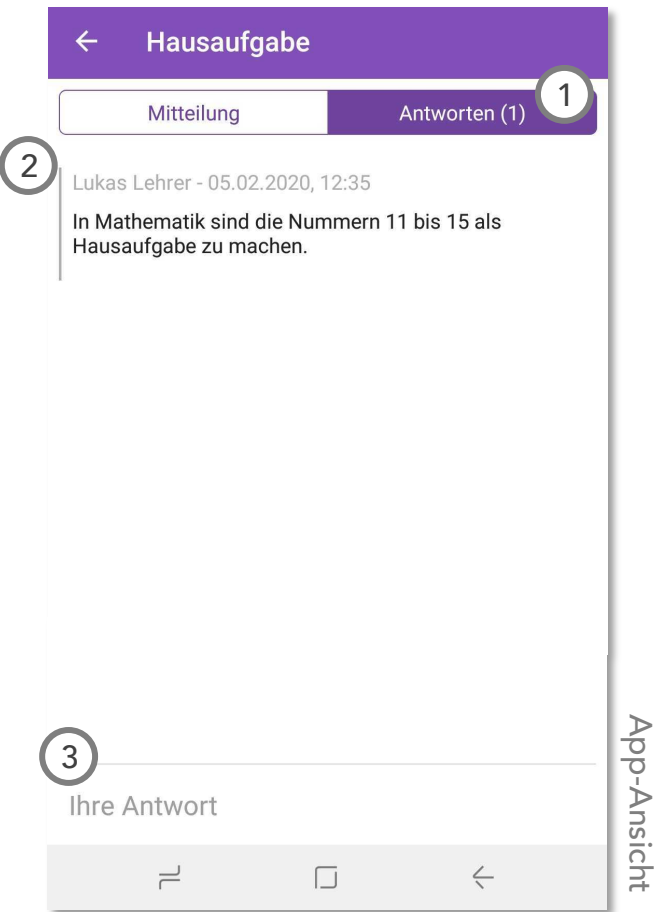 Hausaufgabe
Mitteilung
Antworten (1)
1
2
Lukas Lehrer - 05.02.2020, 12:35
In Mathematik sind die Nummern 11 bis 15 als
Hausaufgabe zu machen.
3
Ihre Antwort
App-Ansicht